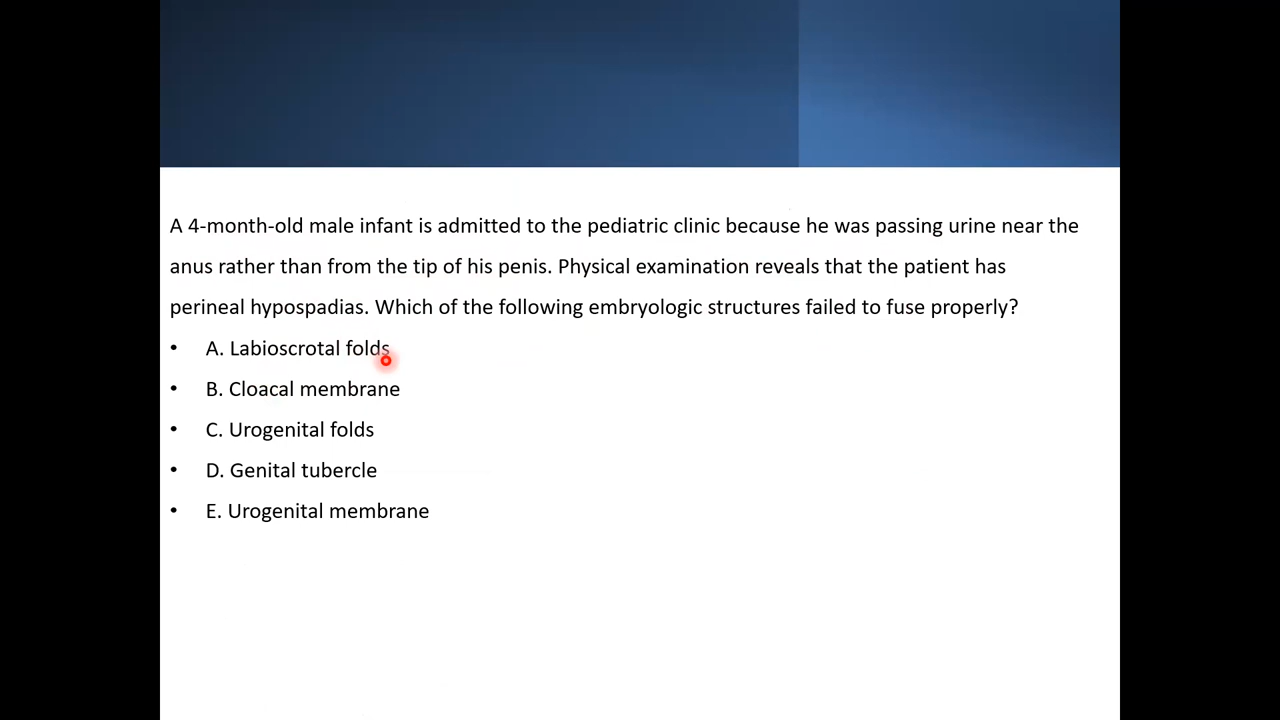 A 4-month-old male infant is admitted to the pediatric clinic because he was passing urine near the
anus rather than from the tip of his penis. Physical examination reveals that the patient has
perineal hypospadias. Which of the following embryologic structures failed to fuse properly?
• A. Labioscrotal folds
• B. Cloacal membrane
• C. Urogenital folds
• D. Genital tubercle
• E. Urogenital membrane